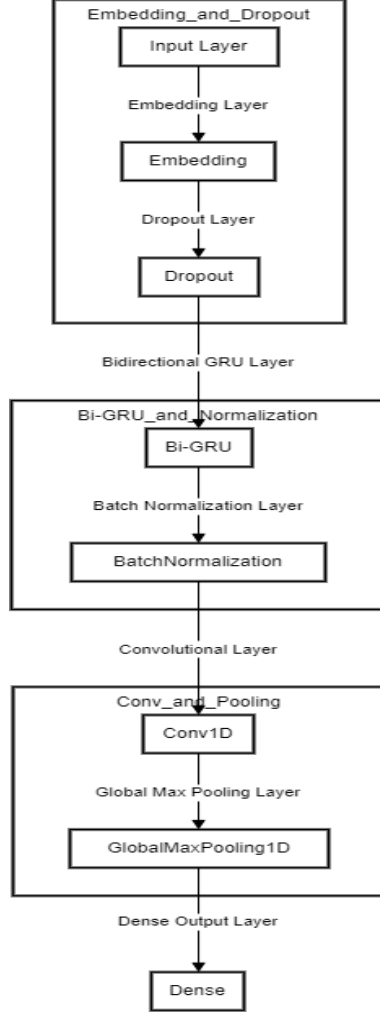 Embedding_and_Dropout
Input Layer
Embedding Layer
Embedding
Dropout Layer
Dropout
Bidirectional GRU Layer
Bi-GRU_and_Normalization
Bi-GRU
Batch Normalization Layer
BatchNormalization
Convolutional Layer
Conv_and_Pooling
Conv1D
Global Max Pooling Layer
GlobalMaxPooling1D
Dense Output Layer
Dense